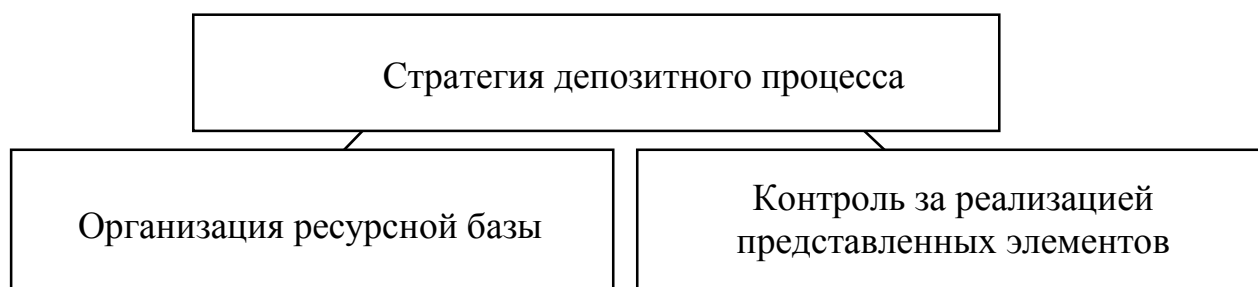 Стратегия депозитного процесса
Организация ресурсной базы
Контроль за реализацией
представленных элементов